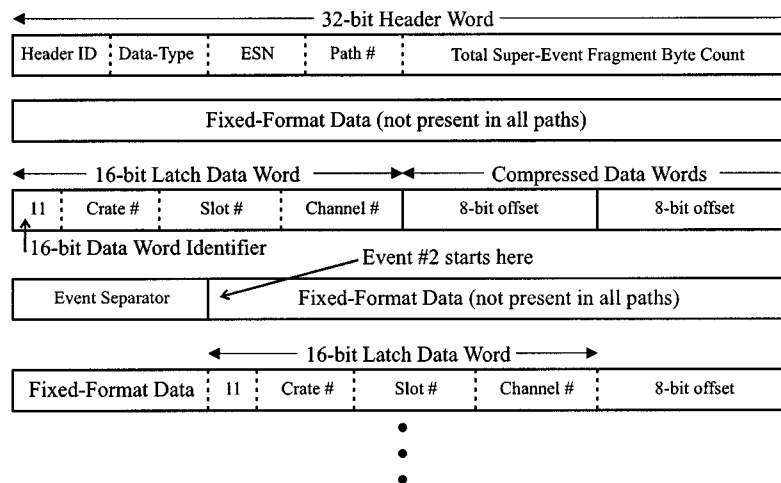 32-bit Header Word
Header ID Data-Type ESN Path # Total Super-Event Fragment Byte Count
Fixed-Format Data (not present in all paths)
16-bit Latch Data Word Compressed Data Words
11 Crate # Slot # Channel # 8-bit offset 8-bit offset
16-bit Data Word Identifier
Event #2 starts here
Event Separator Fixed-Format Data (not present in all paths)
16-bit Latch Data Word
Fixed-Format Data 11 Crate # Slot # Channel # 8-bit offset